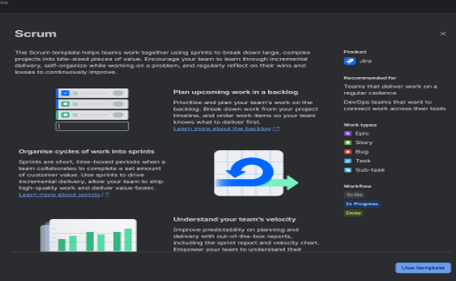 Scrum
The Scrum template helps teams work together using sprints to break down large, complex
projects into bite-sized pieces of value. Encourage your team to learn through incremental
delivery, self-organize while working on a problem, and regularly reflect on their wins and
losses to continuously improve.
Plan upcoming work in a backlog
Prioritize and plan your team's work on the
backlog. Break down work from your project
timeline, and order work items so your team
knows what to deliver first.
Learn more about the backlog
Organise cycles of work into sprints
Sprints are short, time-boxed periods when a
team collaborates to complete a set amount
of customer value. Use sprints to drive
incremental delivery, allow your team to ship
high-quality work and deliver value faster.
Learn more about sprints
Understand your team's velocity
Improve predictability on planning and
delivery with out-of-the-box reports,
including the sprint report and velocity chart.
Empower your team to understand their
Product
Jira
Recommended for
Teams that deliver work on a
regular cadence
DevOps teams that want to
connect work across their tools
Work types
Epic
Story
Bug
Task
Sub-task
Workflow
To Do
In Progress
Done
Use template